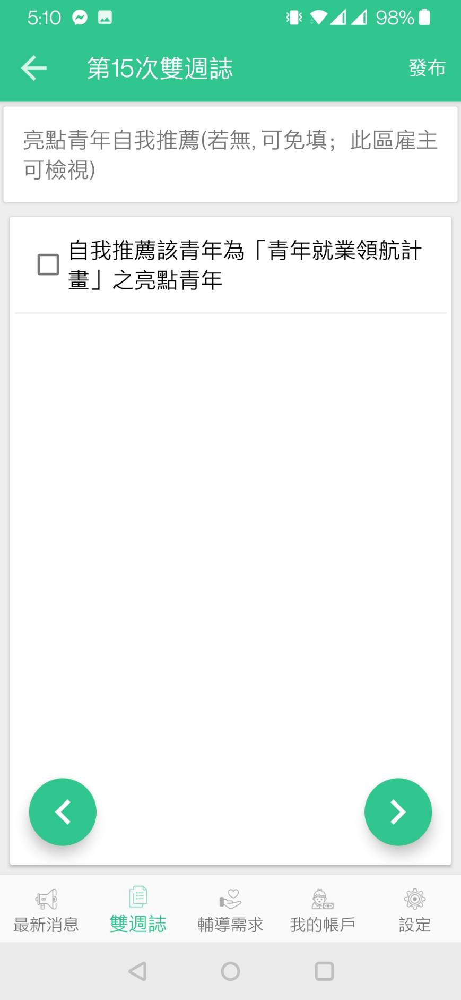 5:10 98%
第15次雙週誌 發布
亮點青年自我推薦(若無, 可免填；此區雇主
可檢視)
自我推薦該青年為「青年就業領航計
畫」之亮點青年
最新消息 雙週誌 輔導需求 我的帳戶 設定